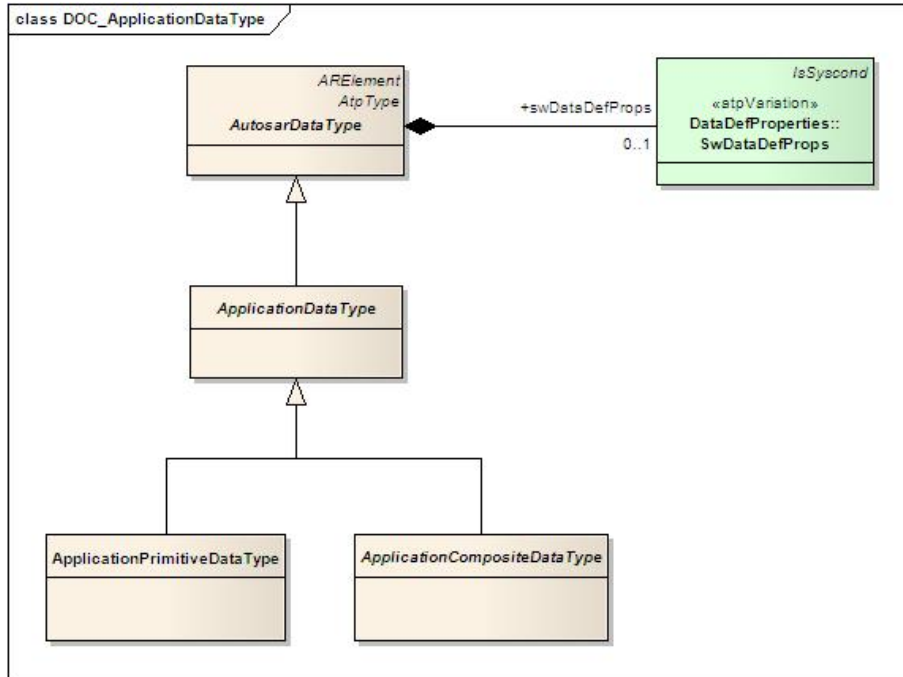 class DOC_ApplicationDataType
ARElement
AtpType
AutosarDataType
+swDataDefProps
0..1
IsSyscond
«atpVariation»
DataDefProperties::
SwDataDefProps
ApplicationDataType
ApplicationPrimitiveDataType
ApplicationCompositeDataType